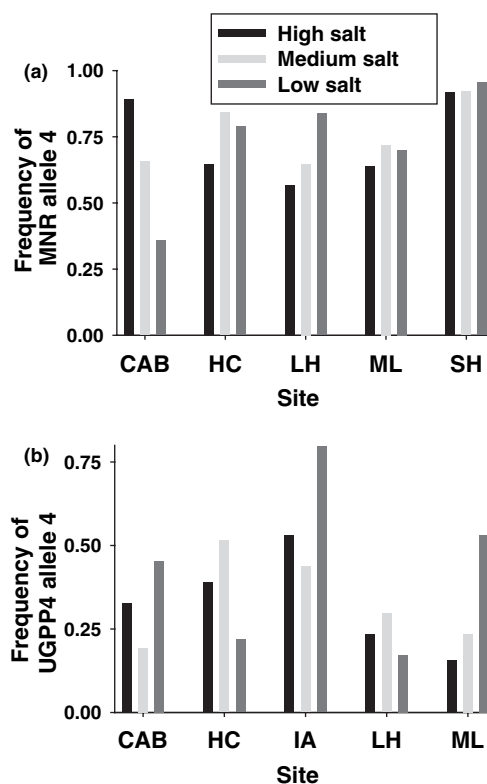 High salt
Medium salt
Low salt
(a)
Frequency of
MNR allele 4
1.00
0.75
0.50
0.25
0.00
CAB HC LH ML SH
Site
(b)
Frequency of
UGPP4 allele 4
0.75
0.50
0.25
0.00
CAB HC IA LH ML
Site